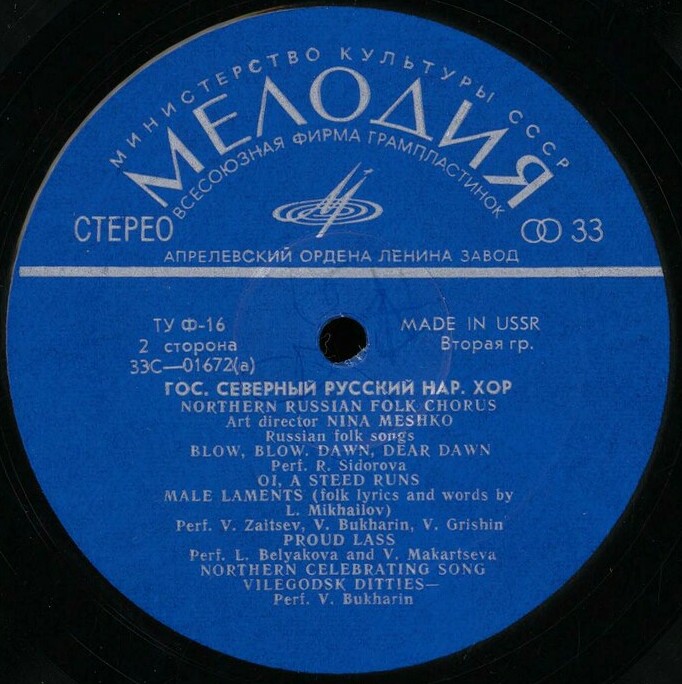 МИНИСТЕРСТВО КУЛЬТУРЫ СССР
МЕЛОДИЯ
ВСЕСОЮЗНАЯ ФИРМА ГРАМПЛАСТИНОК
СТЕРЕО 33
АПРЕЛЕВСКИЙ ОРДЕНА ЛЕНИНА ЗАВОД
ТУ Ф-16 MADE IN USSR
2 сторона Вторая гр.
33С—01672(а)
ГОС. СЕВЕРНЫЙ РУССКИЙ НАР. ХОР
NORTHERN RUSSIAN FOLK CHORUS
Art director NINA MESHKO
Russian folk songs
BLOW, BLOW. DAWN, DEAR DAWN
Perf. R. Sidorova
OI, A STEED RUNS
MALE LAMENTS (folk lyrics and words by
L. Mikhailov)
Perf. V. Zaitsev, V. Bukharin, V. Grishin
PROUD LASS
Perf. L. Belyakova and V. Makartseva
NORTHERN CELEBRATING SONG
VILEGODSK DITTIES—
Perf. V. Bukharin